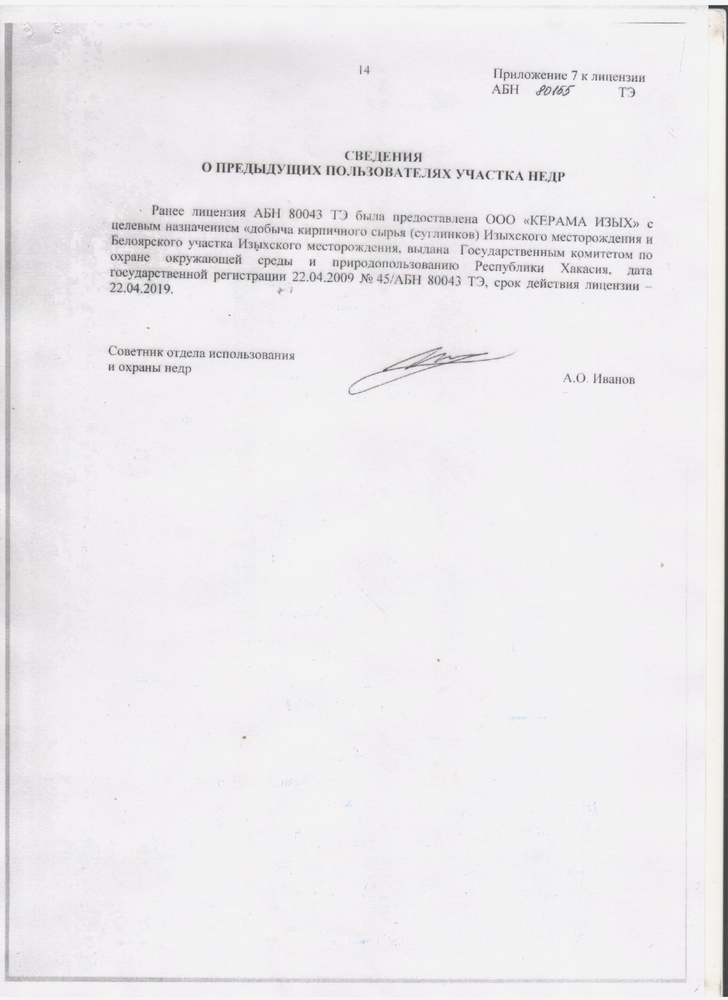 14
Приложение 7 к лицензии
АБН 80155 ТЭ
СВЕДЕНИЯ
О ПРЕДЫДУЩИХ ПОЛЬЗОВАТЕЛЯХ УЧАСТКА НЕДР
Ранее лицензия АБН 80043 ТЭ была предоставлена ООО «КЕРАМА ИЗЫХ» с
целевым назначением «добыча кирпичного сырья (суглинков) Изыхского месторождения и
Белоярского участка Изыхского месторождения, выдана Государственным комитетом по
охране окружающей среды и природопользованию Республики Хакасия, дата
государственной регистрации 22.04.2009 № 45/АБН 80043 ТЭ, срок действия лицензии –
22.04.2019.
Советник отдела использования
и охраны недр
А.О. Иванов